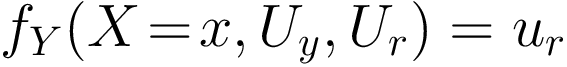 f_Y(X = x, U_y, U_r) = u_r